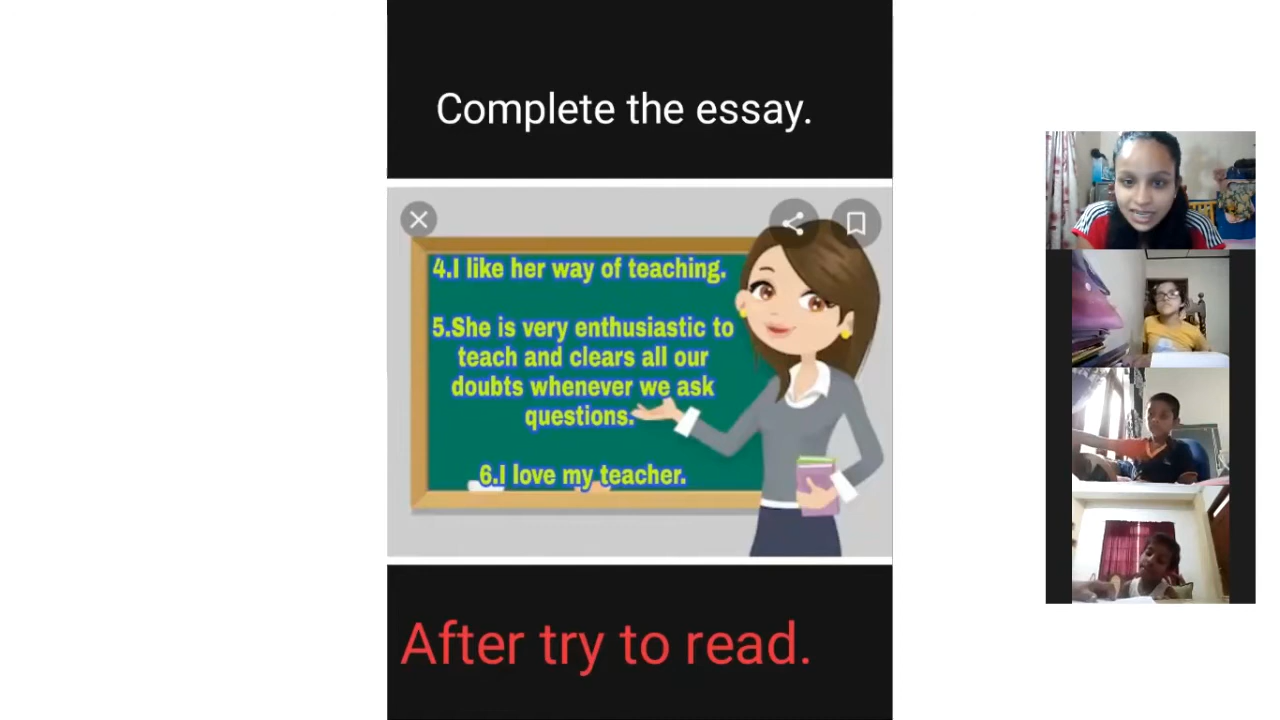 Complete the essay.
4.I like her way of teaching.
5.She is very enthusiastic to
teach and clears all our
doubts whenever we ask
questions.
6.I love my teacher.
After try to read.